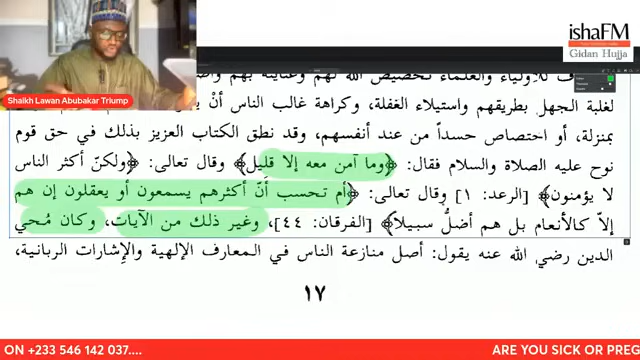 ishaFM
Gidan Hujja
Shaikh Lawan Abubakar Triump
لغلبة الجهل بطريقهم واستيلاء الغفلة، وكراهة غالب الناس أنْ
بمنزلة، أو اختصاص حسداً من عند أنفسهم، وقد نطق الكتاب العزيز بذلك في حق قوم
نوح عليه الصلاة والسلام فقال: ﴿وما آمن معه إلا قليل﴾ وقال تعالى: ﴿ولكنّ أكثر الناس
لا يؤمنون﴾ [الرعد: ١] وقال تعالى: ﴿أم تحسب أنّ أكثرهم يسمعون أو يعقلون إن هم
إلاّ كالأنعام بل هم أضلُّ سبيلاً﴾ [الفرقان: ٤٤]، وغير ذلك من الآيات، وكان مُحي
الدين رضي الله عنه يقول: أصل منازعة الناس في المعارف الإلهية والإشارات الربانية،
١٧
ON +233 546 142 037.... ARE YOU SICK OR PREG